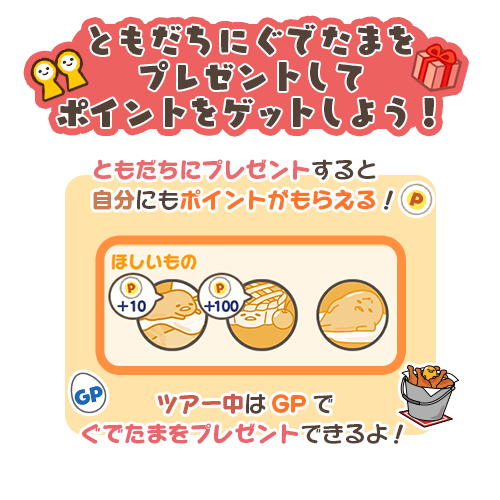 ともだちにぐでたまを
プレゼントして
ポイントをゲットしよう!
ともだちにプレゼントすると
自分にもポイントがもらえる!
P
ほしいもの
P
+10
P
+100
GP
ツアー中はGPで
ぐでたまをプレゼントできるよ!